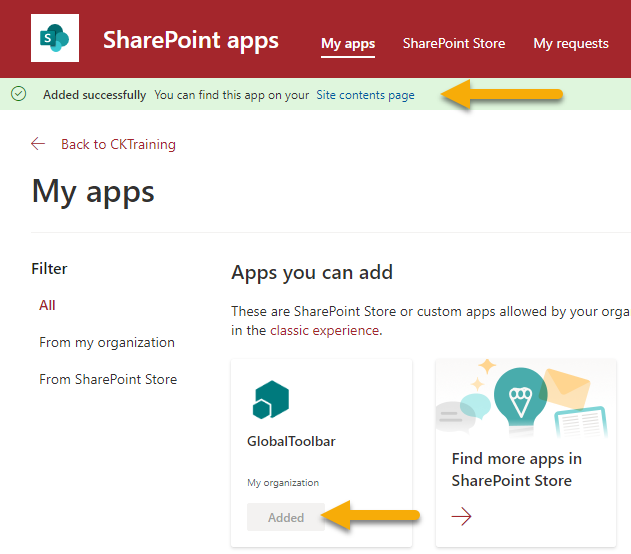 S
SharePoint apps
My apps
SharePoint Store
My requests
Added successfully You can find this app on your Site contents page
Back to CKTraining
My apps
Filter
All
From my organization
From SharePoint Store
Apps you can add
These are SharePoint Store or custom apps allowed by your orga
in the classic experience.
GlobalToolbar
My organization
Added
Find more apps in
SharePoint Store